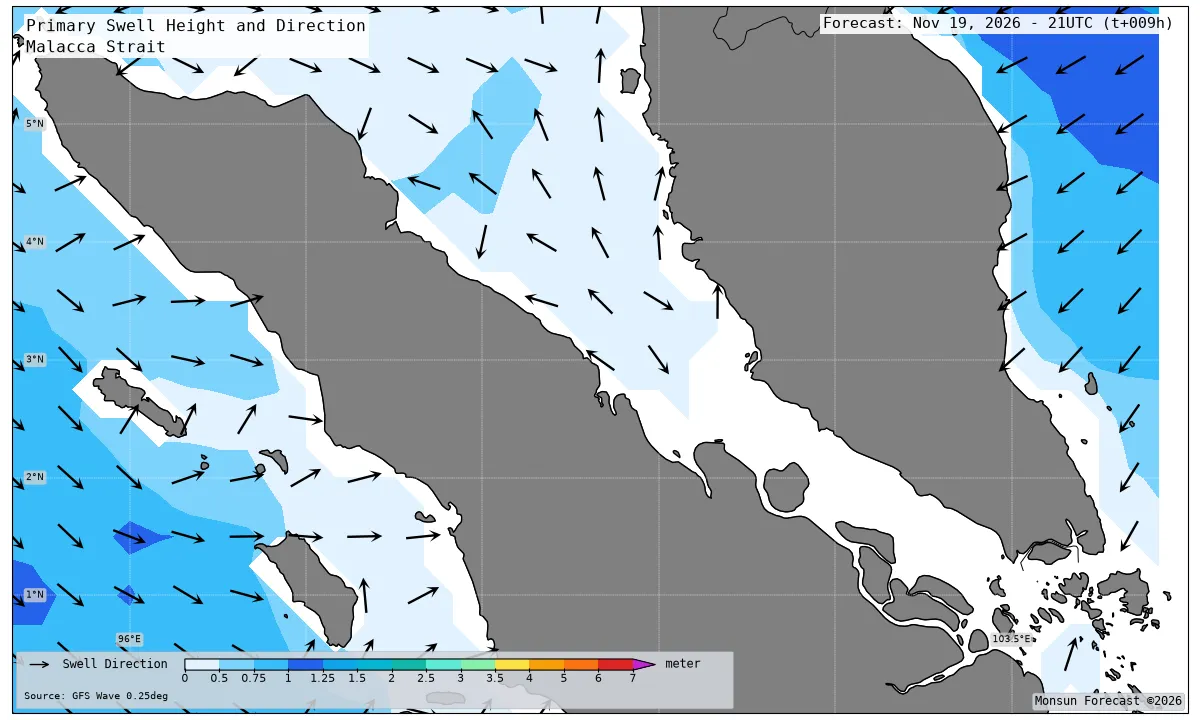 Primary Swell Height and Direction
Malacca Strait
Forecast: Nov 19, 2026 - 21UTC (t+009h)
5°N
4°N
3°N
2°N
1°N
96°E
103.5°E
Swell Direction
meter
0 0.5 0.75 1 1.25 1.5 2 2.5 3 3.5 4 5 6 7
Source: GFS Wave 0.25deg
Monsun Forecast ©2026